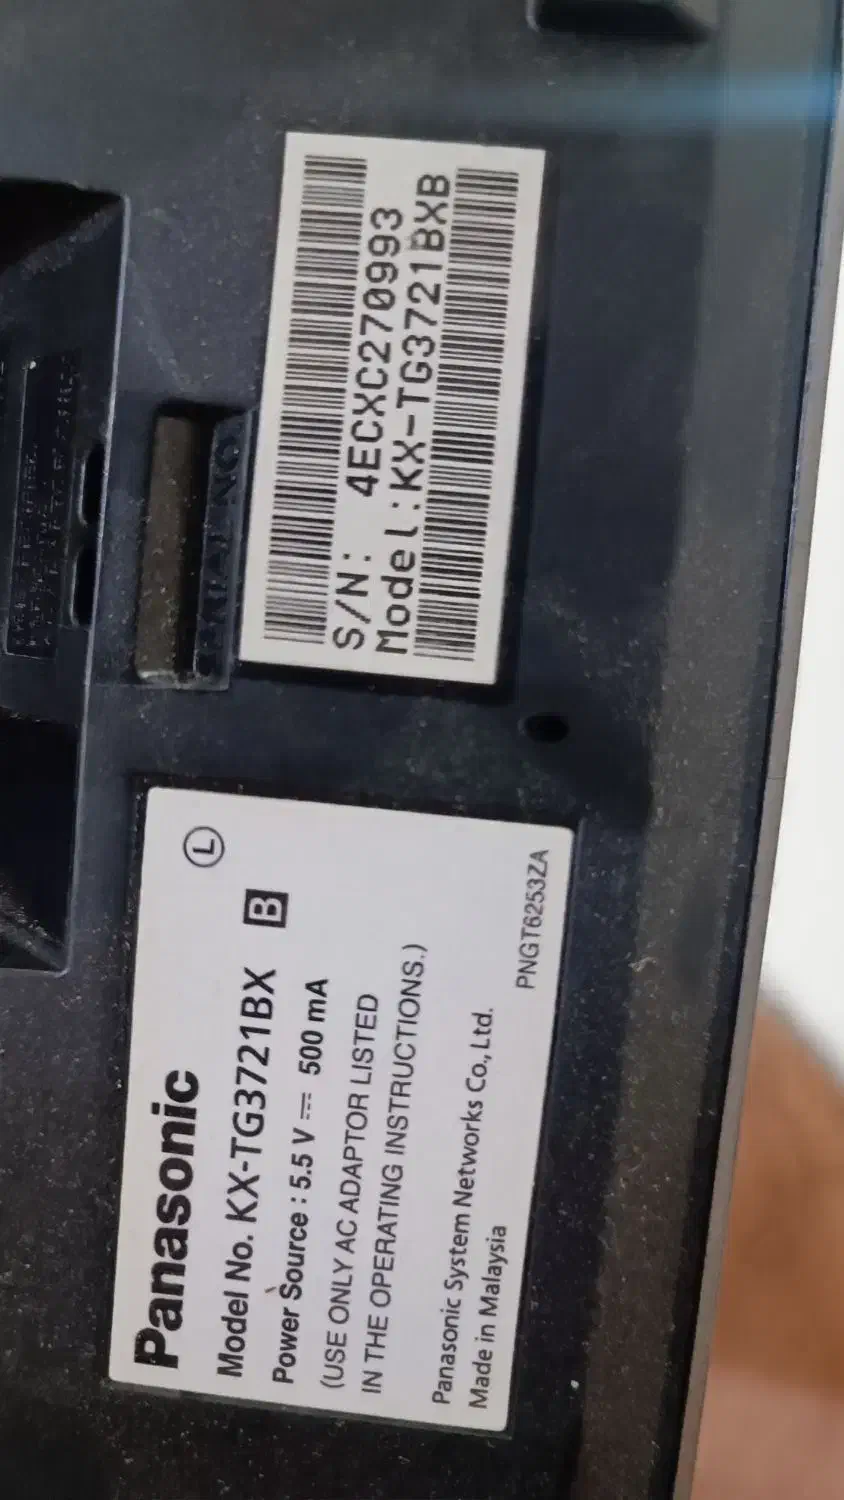 S/N: 4ECXC270993
Model:KX-TG3721BXB
Panasonic
L
Model No. KX-TG3721BX B
Power Source : 5.5 V ⎓ 500 mA
(USE ONLY AC ADAPTOR LISTED
IN THE OPERATING INSTRUCTIONS.)
Panasonic System Networks Co., Ltd.
Made in Malaysia
PNGT6253ZA